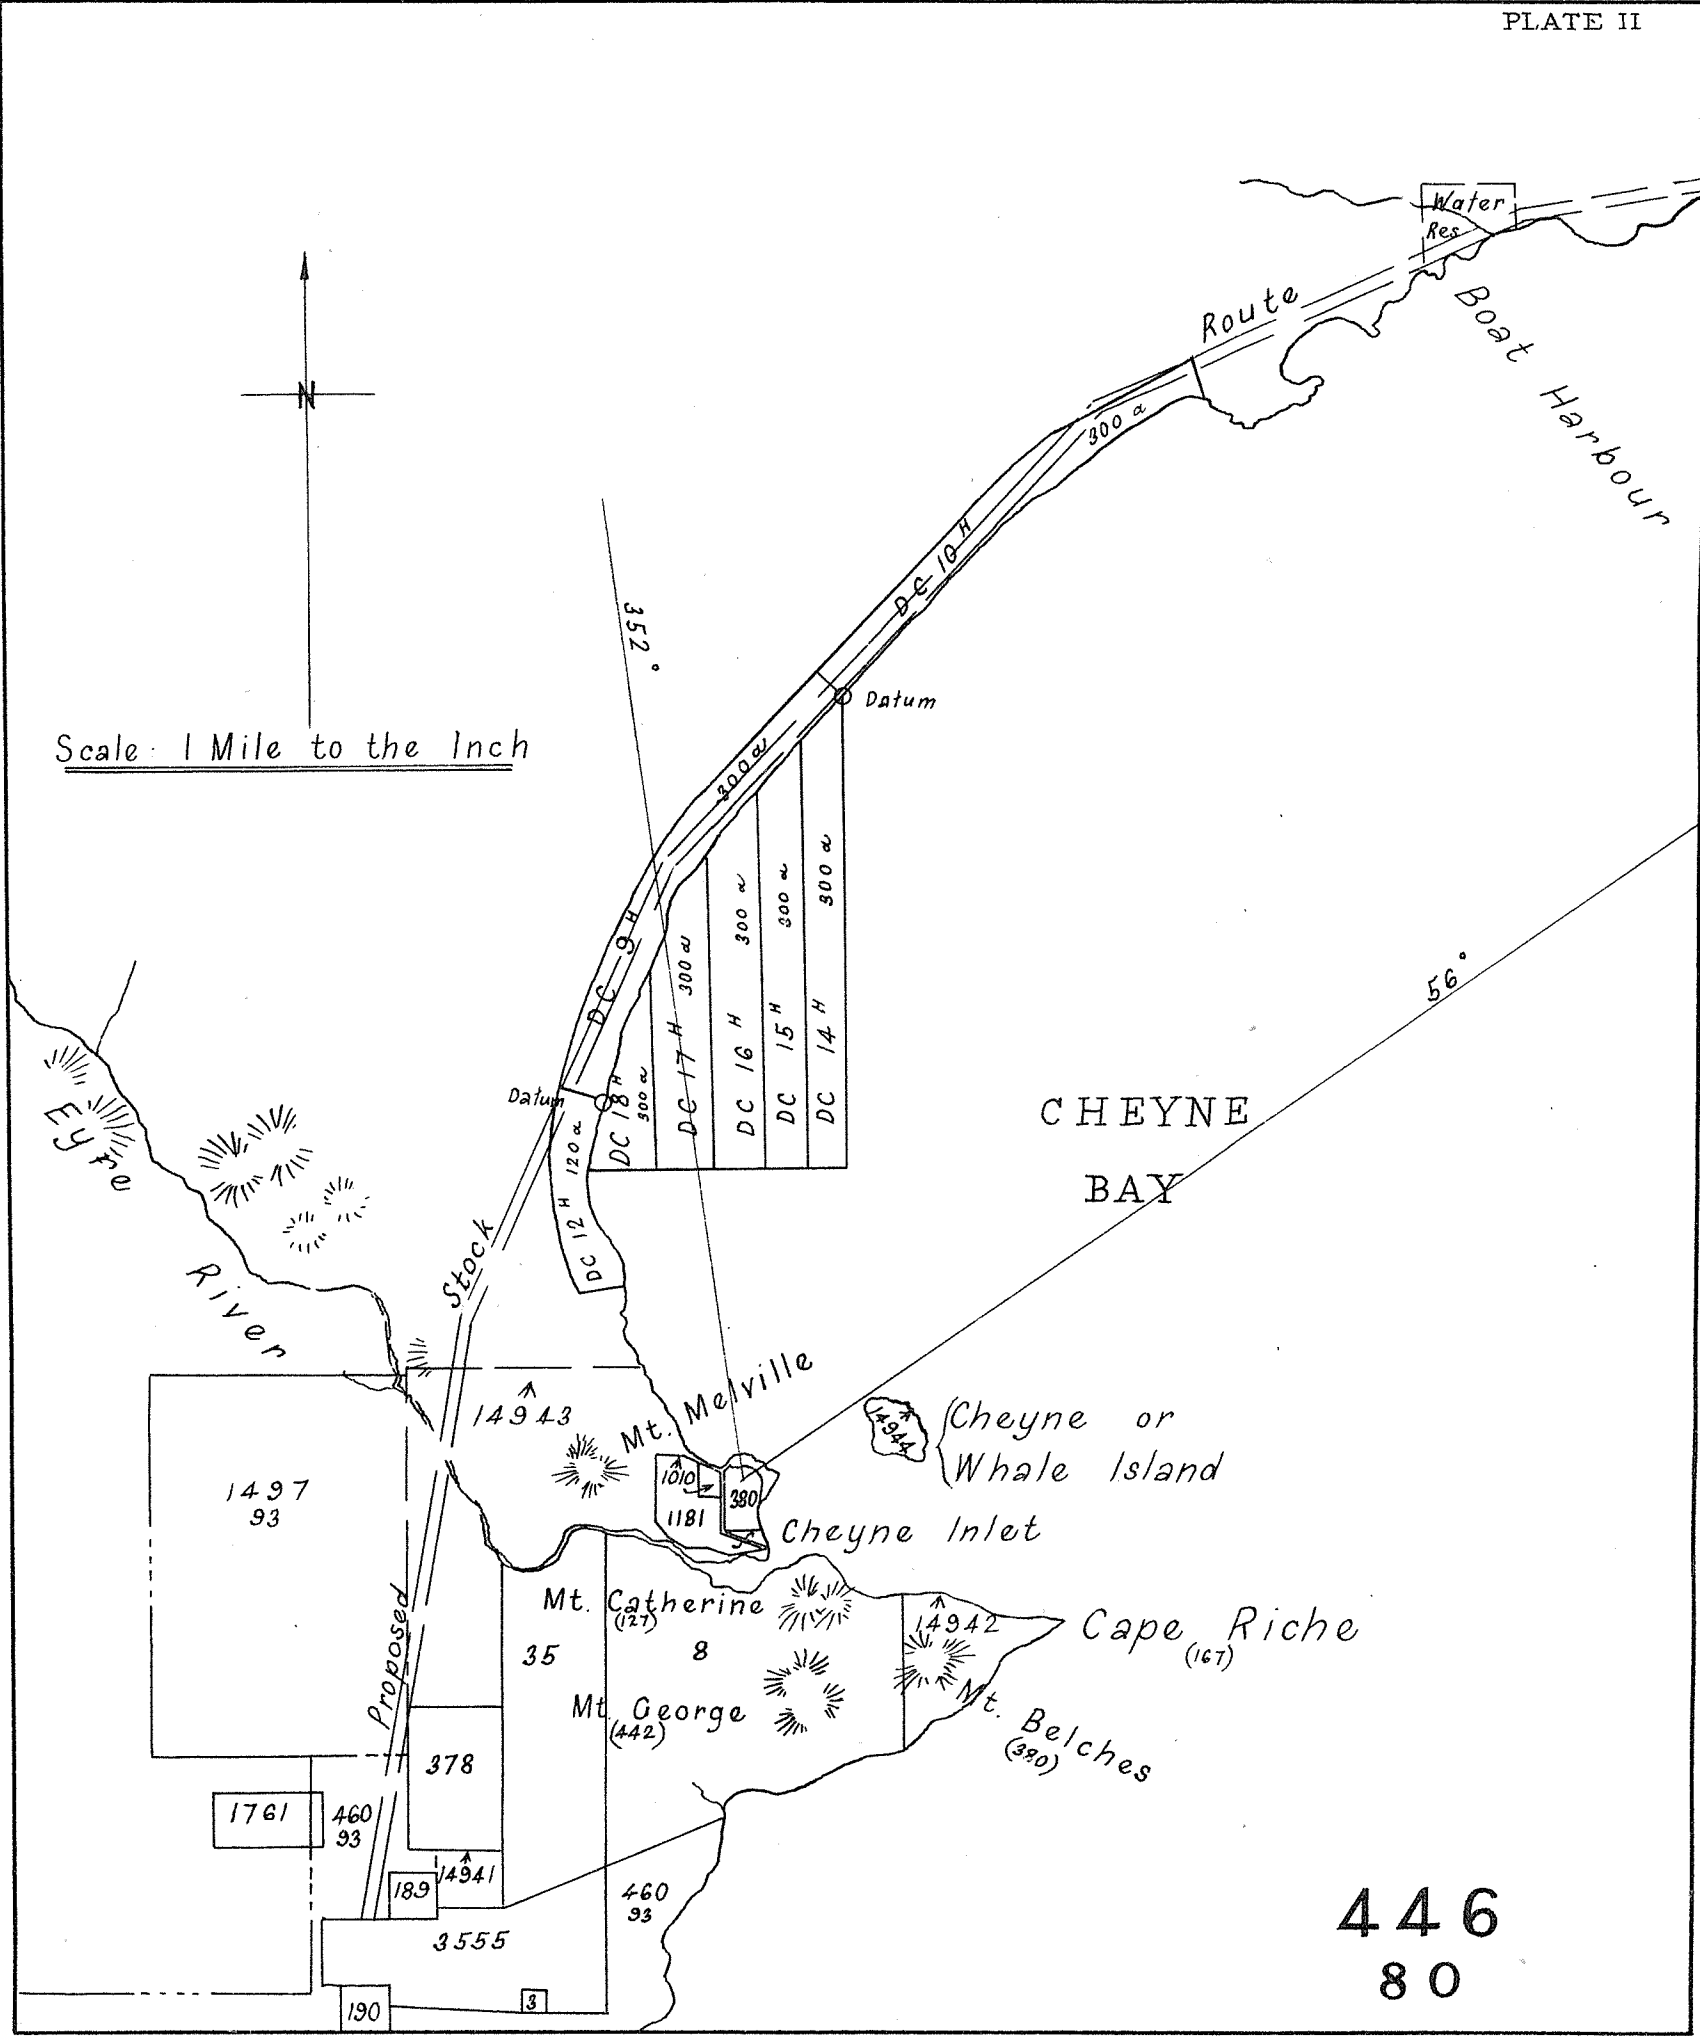 PLATE II
Water
Res
Boat Harbour
Route
N
300 a
DC 10 H
352°
Datum
Scale: 1 Mile to the Inch
300 a
DC 9 H
300 a
DC 14 H
300 a
DC 15 H
300 a
DC 16 H
300 a
DC 17 H
300 a
DC 18 H
56°
Datum
120 a
DC 12 H
CHEYNE
BAY
Eyre
River
Stock
14943
Mt. Melville
14944
Cheyne or
Whale Island
1497
93
1010
1181
380
Cheyne Inlet
Mt. Catherine
(127)
35
8
14942
Cape Riche
(167)
Proposed
Mt. George
(442)
Mt. Belches
(380)
378
1761
460
93
14941
189
460
93
3555
3
190
446
80